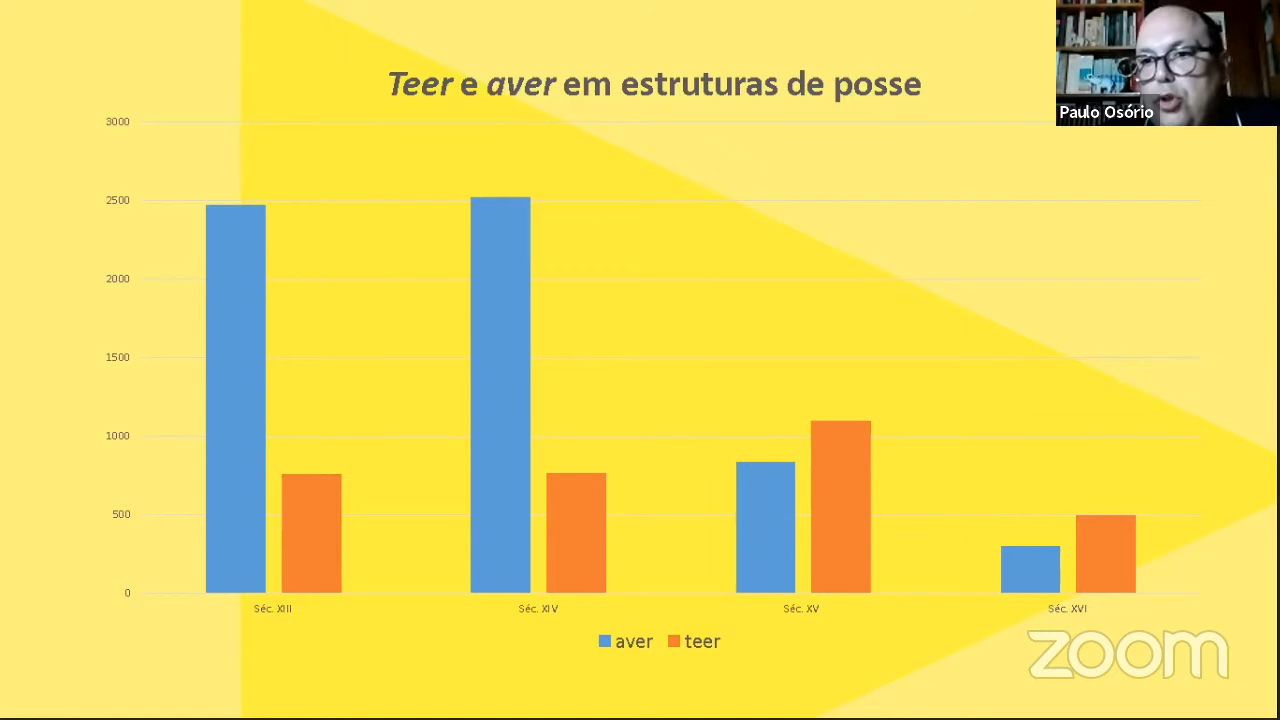 Teer e aver em estruturas de posse
Paulo Osório
3000
2500
2000
1500
1000
500
0
Séc. XIII
Séc. XIV
Séc. XV
Séc. XVI
aver
teer
zoom